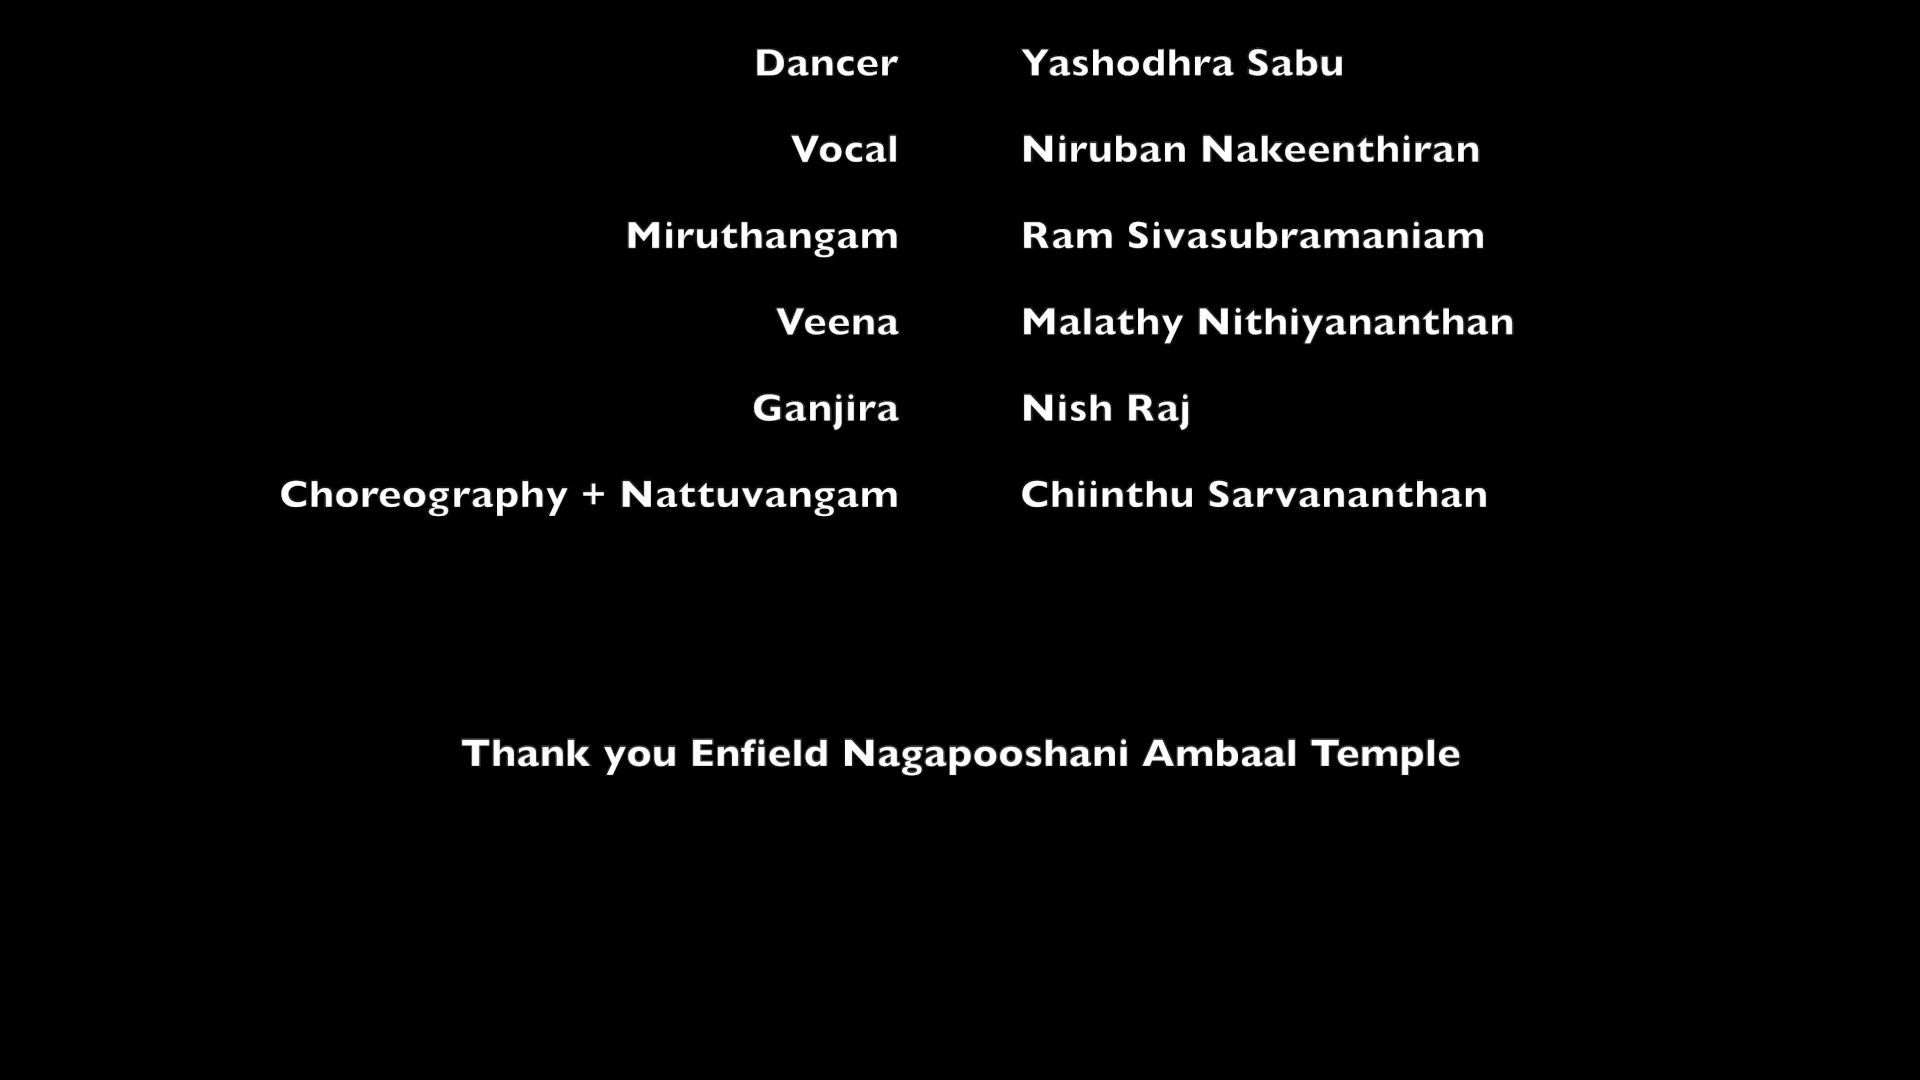 Dancer Yashodhra Sabu
Vocal Niruban Nakeenthiran
Miruthangam Ram Sivasubramaniam
Veena Malathy Nithiyananthan
Ganjira Nish Raj
Choreography + Nattuvangam Chiinthu Sarvananthan
Thank you Enfield Nagapooshani Ambaal Temple